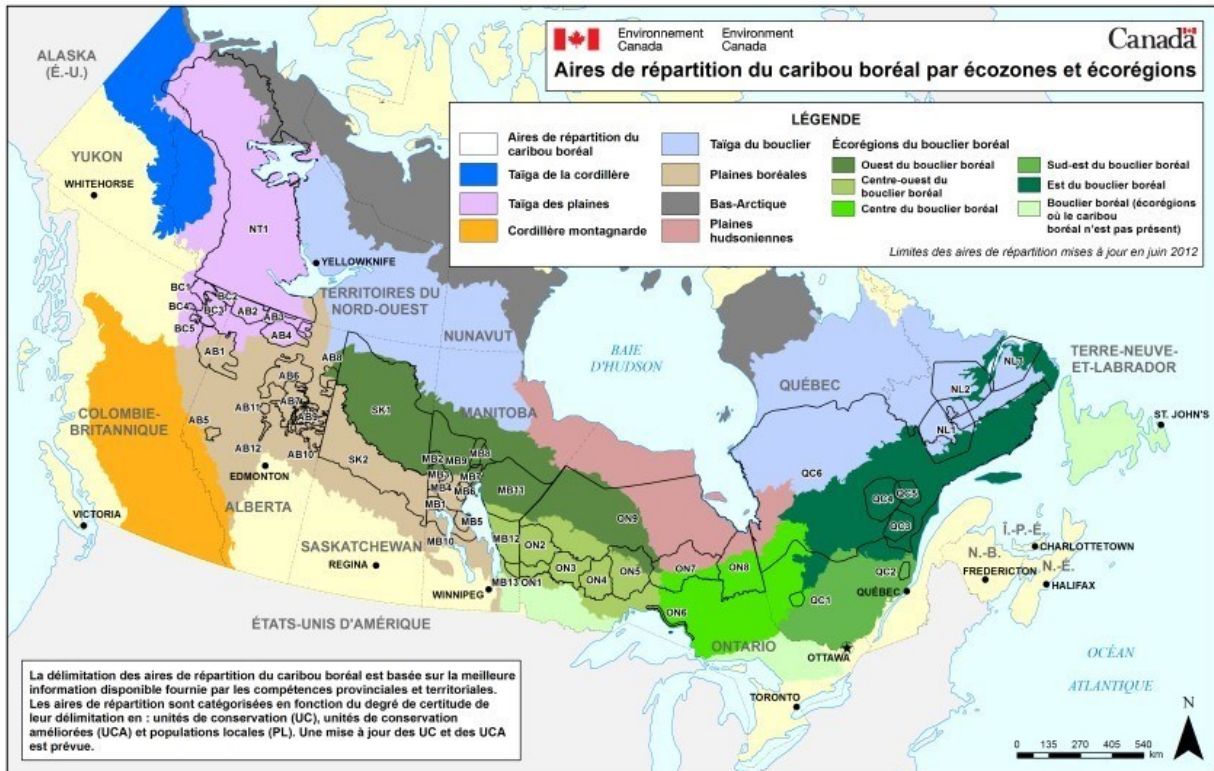 Environnement
Canada
Environment
Canada
Canada
Aires de répartition du caribou boréal par écozones et écorégions
LÉGENDE
Aires de répartition du
caribou boréal
Taïga de la cordillère
Taïga des plaines
Cordillère montagnarde
Taïga du bouclier
Plaines boréales
Bas-Arctique
Plaines
hudsoniennes
Écorégions du bouclier boréal
Ouest du bouclier boréal
Centre-ouest du
bouclier boréal
Centre du bouclier boréal
Sud-est du bouclier boréal
Est du bouclier boréal
Bouclier boréal (écorégions
où le caribou
boréal n'est pas présent)
Limites des aires de répartition mises à jour en juin 2012
ALASKA
(É.-U.)
YUKON
WHITEHORSE
NT1
YELLOWKNIFE
TERRITOIRES DU
NORD-OUEST
NUNAVUT
BAIE
D'HUDSON
QUÉBEC
TERRE-NEUVE-
ET-LABRADOR
ST. JOHN'S
BC1
BC2
BC4
BC3
BC5
AB2
AB3
AB4
AB1
AB8
AB6
AB7
AB11
AB9
AB5
AB12
AB10
COLOMBIE-
BRITANNIQUE
EDMONTON
ALBERTA
VICTORIA
SASKATCHEWAN
REGINA
SK1
SK2
MANITOBA
MB2
MB9
MB8
MB3
MB7
MB4
MB6
MB11
MB1
MB5
MB10
MB12
MB13
WINNIPEG
ON1
ON2
ON3
ON4
ON5
ON9
ON7
ON8
ON6
ONTARIO
OTTAWA
TORONTO
QC6
QC4
QC5
QC3
QC2
QC1
QUÉBEC
NL3
NL2
NL1
Î.-P.-É.
CHARLOTTETOWN
N.-B.
FREDERICTON
N.-É.
HALIFAX
ÉTATS-UNIS D'AMÉRIQUE
OCÉAN
ATLANTIQUE
La délimitation des aires de répartition du caribou boréal est basée sur la meilleure
information disponible fournie par les compétences provinciales et territoriales.
Les aires de répartition sont catégorisées en fonction du degré de certitude de
leur délimitation en : unités de conservation (UC), unités de conservation
améliorées (UCA) et populations locales (PL). Une mise à jour des UC et des UCA
est prévue.
N
0 135 270 405 540
km